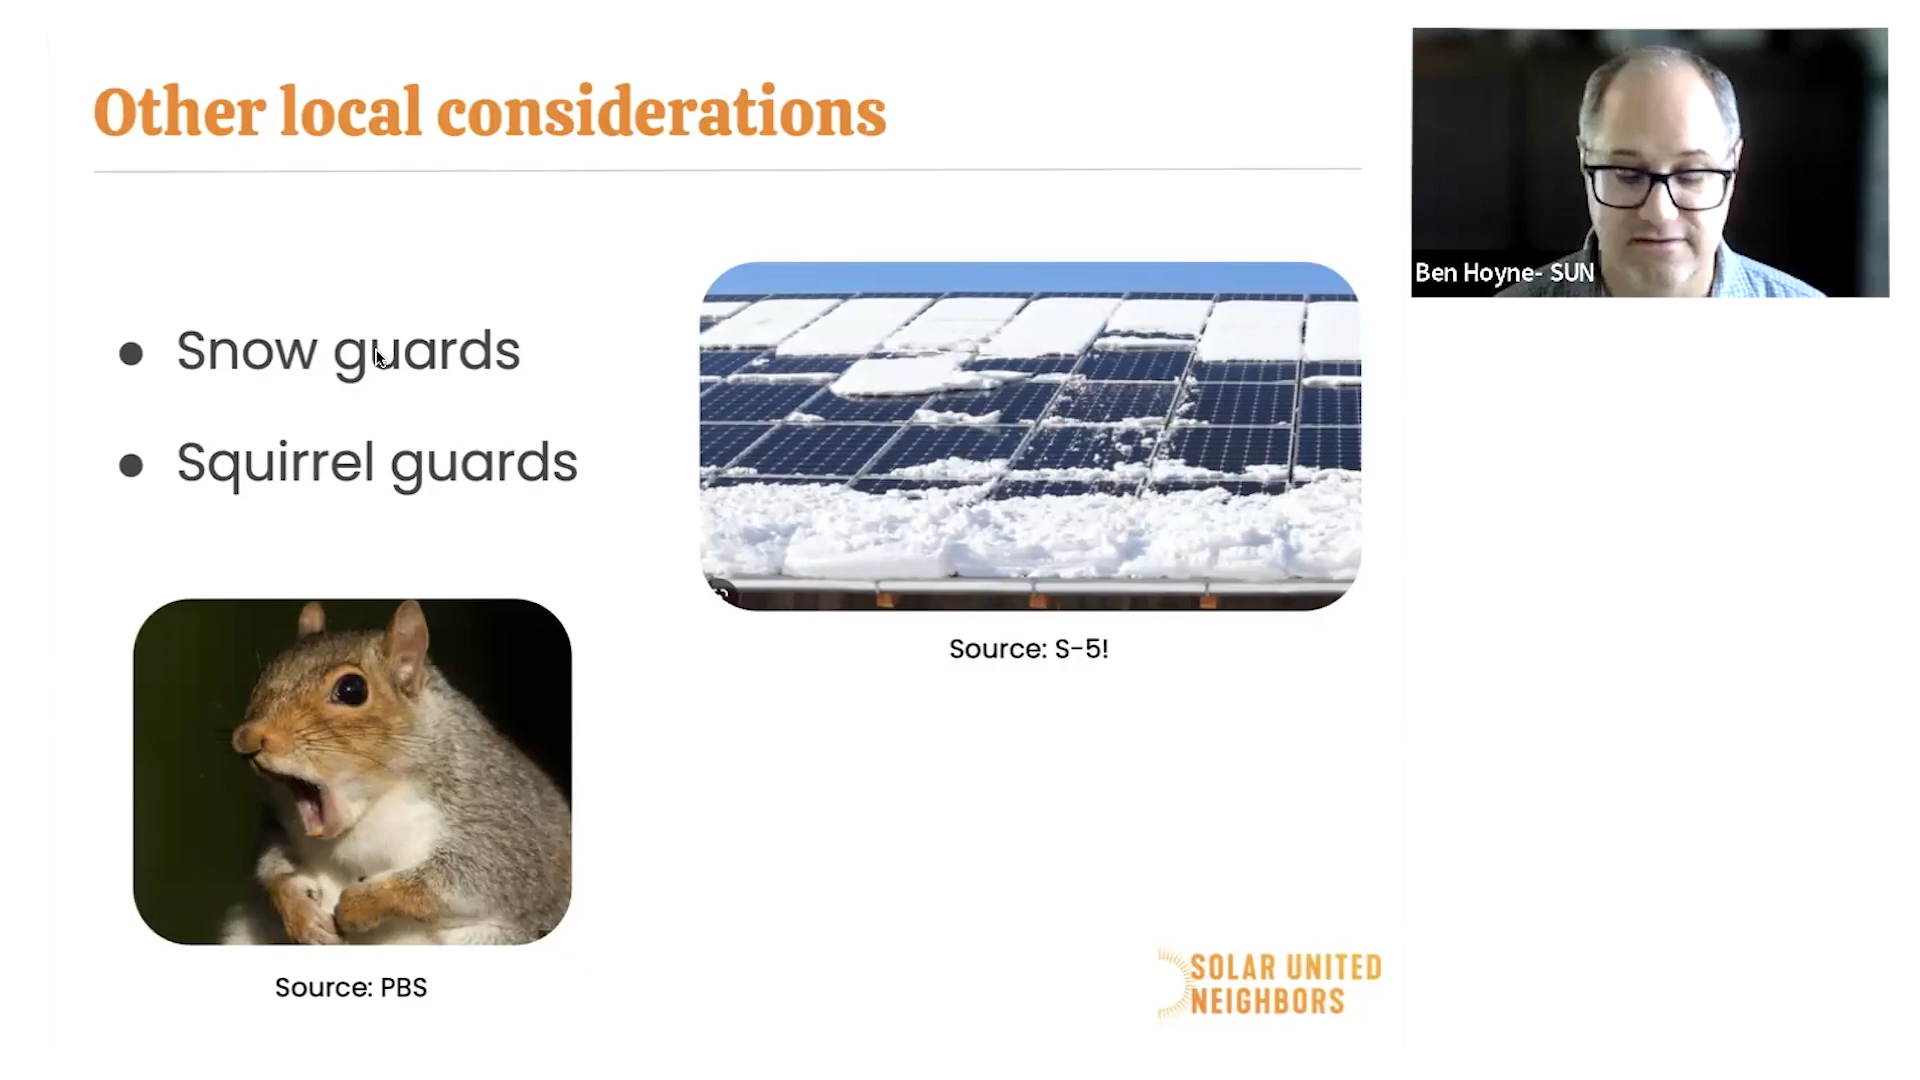 Other local considerations
Ben Hoyne- SUN
● Snow guards
● Squirrel guards
Source: S-5!
Source: PBS
SOLAR UNITED
NEIGHBORS